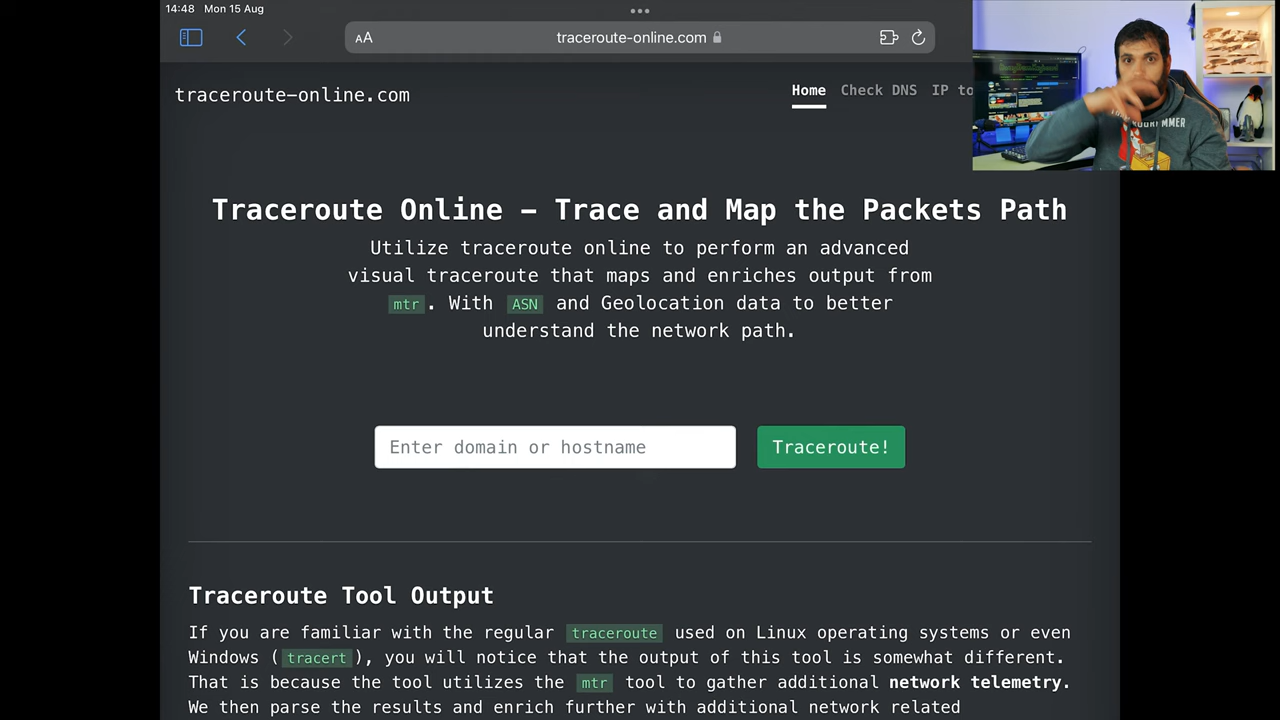 14:48 Mon 15 Aug
AA
traceroute-online.com
traceroute-online.com
Home Check DNS IP to
Traceroute Online – Trace and Map the Packets Path
Utilize traceroute online to perform an advanced
visual traceroute that maps and enriches output from
mtr. With ASN and Geolocation data to better
understand the network path.
Enter domain or hostname
Traceroute!
Traceroute Tool Output
If you are familiar with the regular traceroute used on Linux operating systems or even
Windows (tracert), you will notice that the output of this tool is somewhat different.
That is because the tool utilizes the mtr tool to gather additional network telemetry.
We then parse the results and enrich further with additional network related